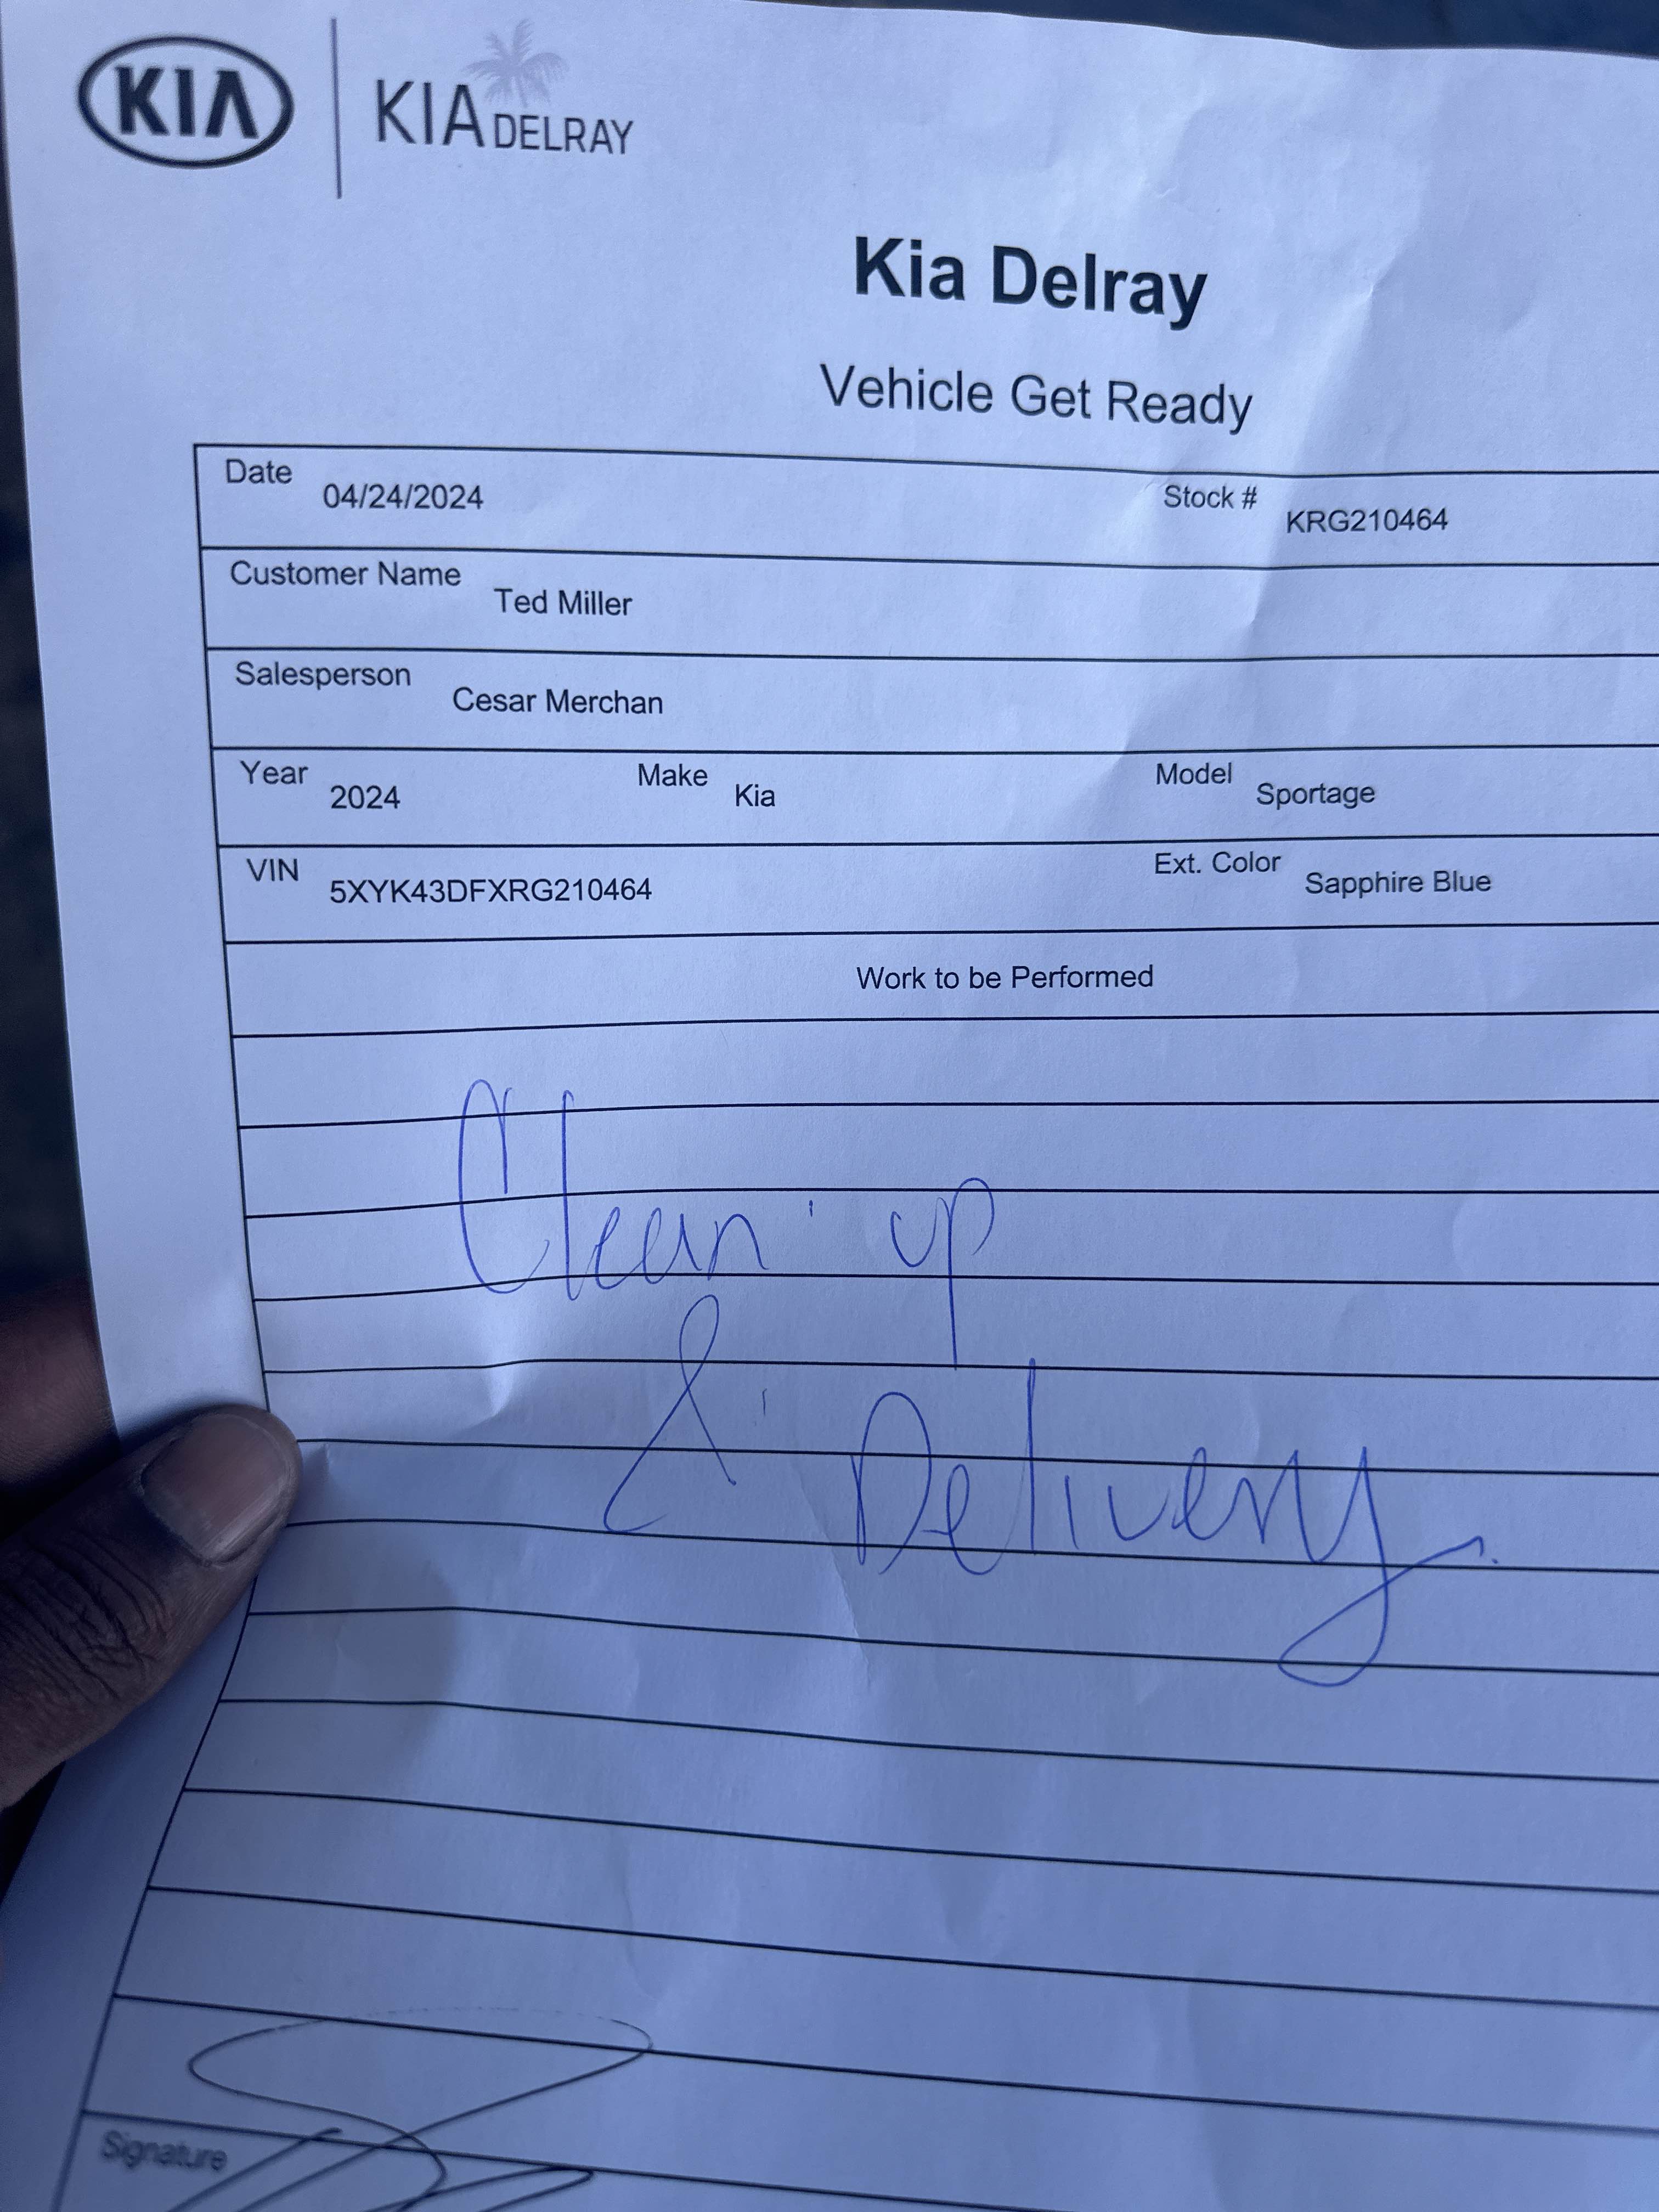 KIA KIA DELRAY
Kia Delray
Vehicle Get Ready
Date 04/24/2024 Stock # KRG210464
Customer Name Ted Miller
Salesperson Cesar Merchan
Year 2024 Make Kia Model Sportage
VIN 5XYK43DFXRG210464 Ext. Color Sapphire Blue
Work to be Performed
Clean up
& Delivery
Signature